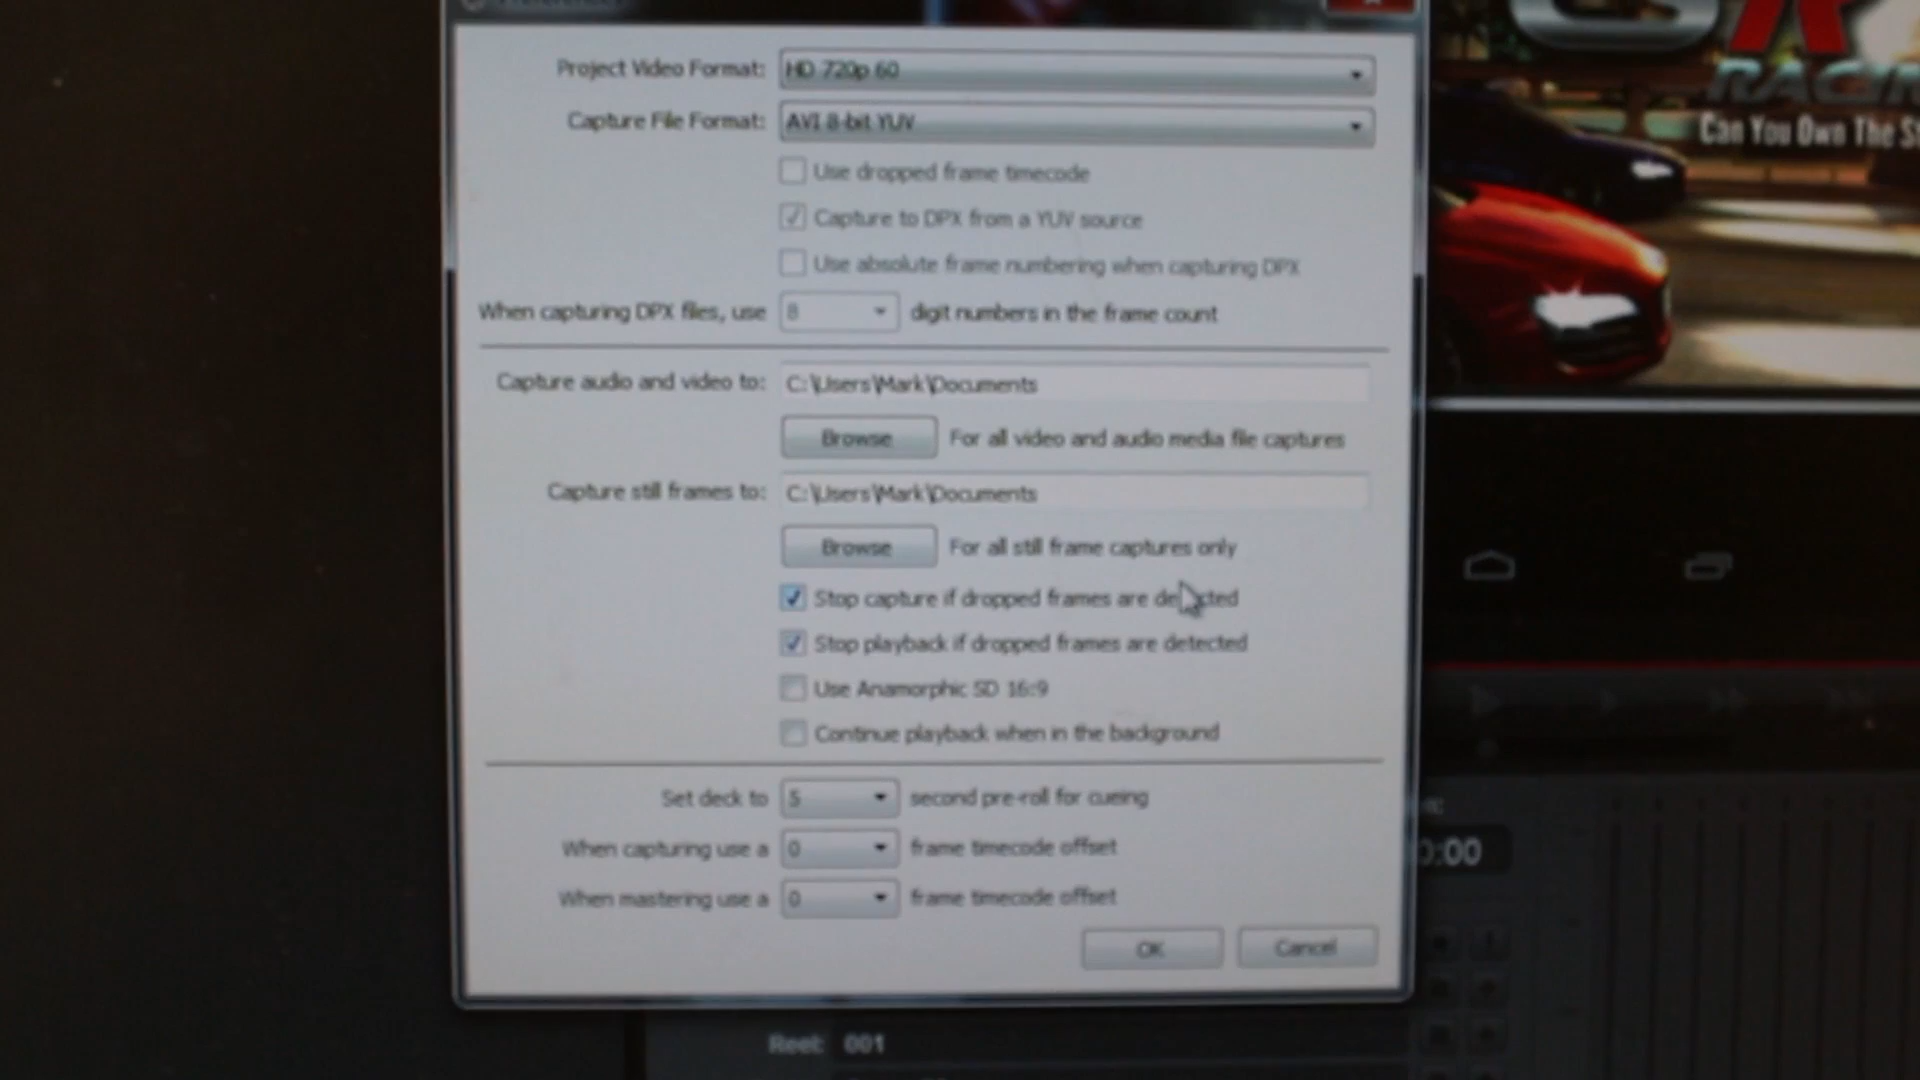 Preferences
Project Video Format: HD 720p 60
Capture File Format: AVI 8-bit YUV
Use dropped frame timecode
Capture to DPX from a YUV source
Use absolute frame numbering when capturing DPX
When capturing DPX files, use 8 digit numbers in the frame count
Capture audio and video to: C:\Users\Mark\Documents
Browse For all video and audio media file captures
Capture still frames to: C:\Users\Mark\Documents
Browse For all still frame captures only
Stop capture if dropped frames are detected
Stop playback if dropped frames are detected
Use Anamorphic SD 16:9
Continue playback when in the background
Set deck to 5 second pre-roll for cueing
When capturing use a 0 frame timecode offset
When mastering use a 0 frame timecode offset
OK Cancel
RACIN
Can You Own The St
0:00
Reel: 001